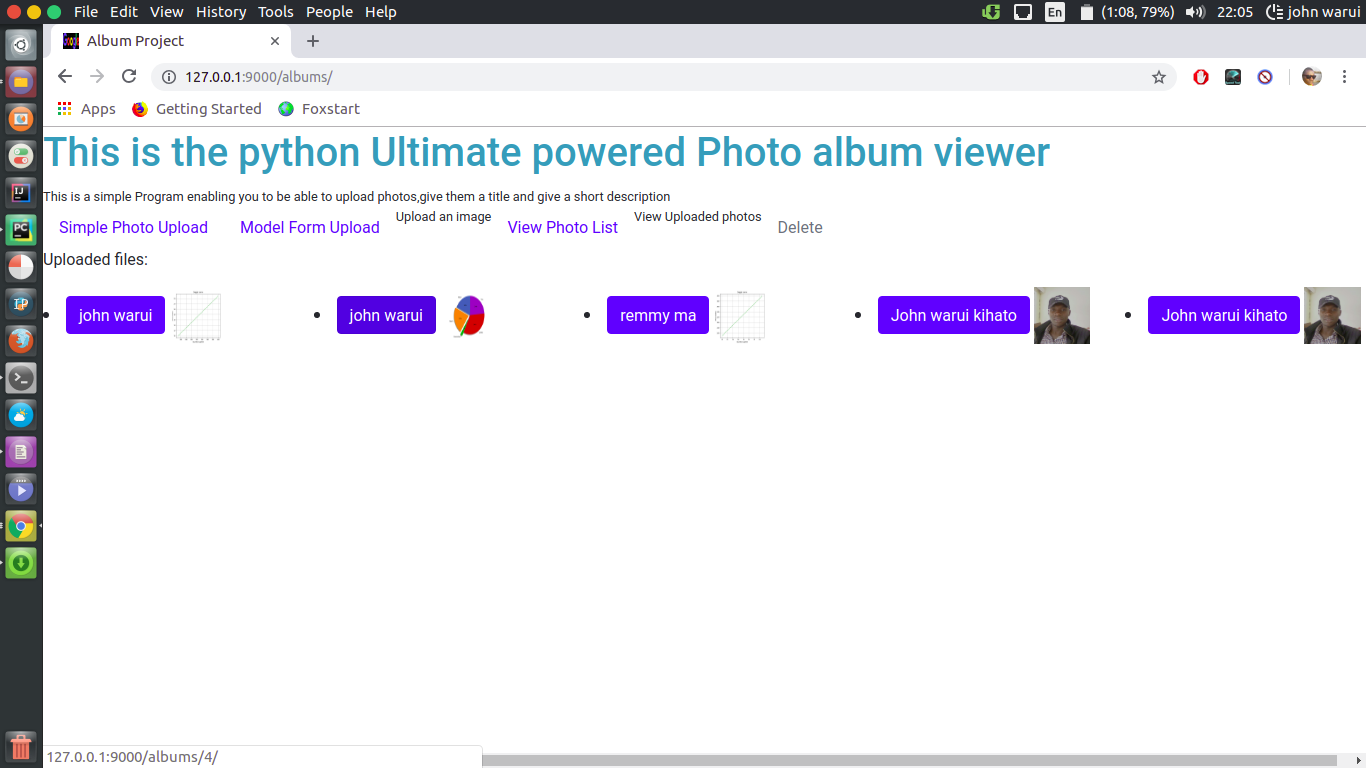 File Edit View History Tools People Help En (1:08, 79%) 22:05 john warui
Album Project
127.0.0.1:9000/albums/
Apps Getting Started Foxstart
This is the python Ultimate powered Photo album viewer
This is a simple Program enabling you to be able to upload photos,give them a title and give a short description
Simple Photo Upload Model Form Upload Upload an image View Photo List View Uploaded photos Delete
Uploaded files:
john warui john warui remmy ma John warui kihato John warui kihato
127.0.0.1:9000/albums/4/